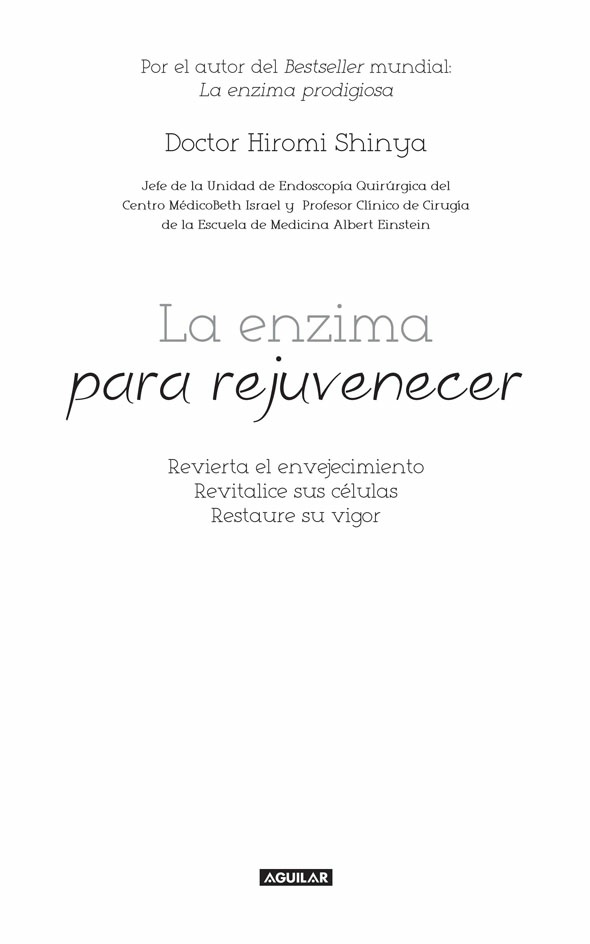 Por el autor del Bestseller mundial:
La enzima prodigiosa
Doctor Hiromi Shinya
Jefe de la Unidad de Endoscopía Quirúrgica del
Centro MédicoBeth Israel y Profesor Clínico de Cirugía
de la Escuela de Medicina Albert Einstein
La enzima
para rejuvenecer
Revierta el envejecimiento
Revitalice sus células
Restaure su vigor
AGUILAR